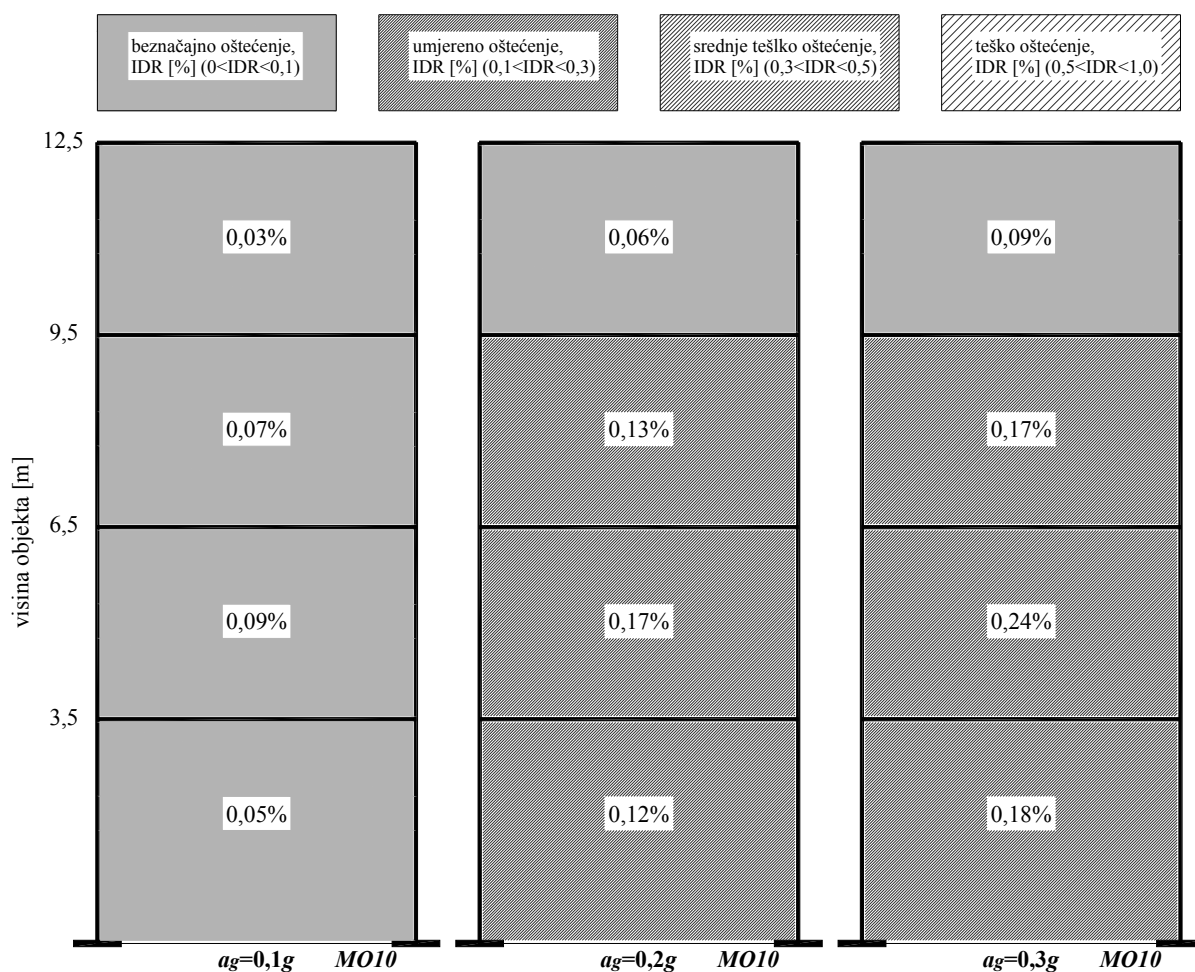 beznačajno oštećenje,
IDR [%] (0<IDR<0,1)
umjereno oštećenje,
IDR [%] (0,1<IDR<0,3)
srednje tešlko oštećenje,
IDR [%] (0,3<IDR<0,5)
teško oštećenje,
IDR [%] (0,5<IDR<1,0)
12,5
0,03%
0,06%
0,09%
9,5
0,07%
0,13%
0,17%
visina objekta [m]
6,5
0,09%
0,17%
0,24%
3,5
0,05%
0,12%
0,18%
ag=0,1g MO10
ag=0,2g MO10
ag=0,3g MO10